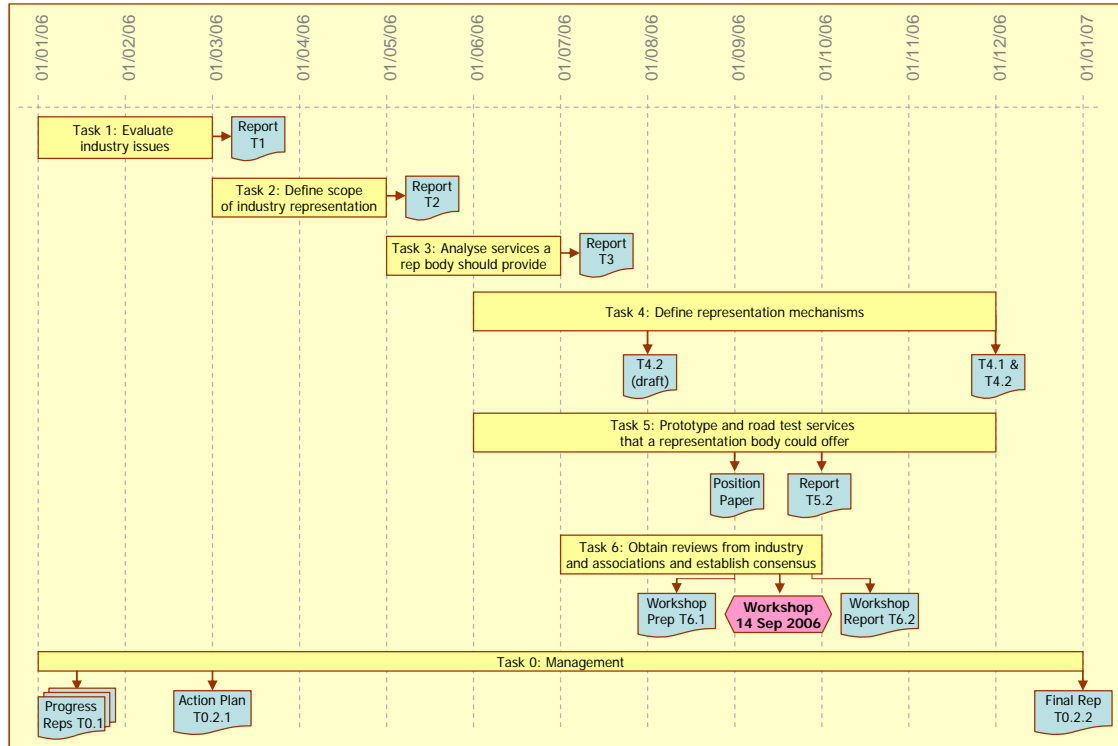 01/01/06
01/02/06
01/03/06
01/04/06
01/05/06
01/06/06
01/07/06
01/08/06
01/09/06
01/10/06
01/11/06
01/12/06
01/01/07
Task 1: Evaluate
industry issues
Report
T1
Task 2: Define scope
of industry representation
Report
T2
Task 3: Analyse services a
rep body should provide
Report
T3
Task 4: Define representation mechanisms
T4.2
(draft)
T4.1 &
T4.2
Task 5: Prototype and road test services
that a representation body could offer
Position
Paper
Report
T5.2
Task 6: Obtain reviews from industry
and associations and establish consensus
Workshop
Prep T6.1
Workshop
14 Sep 2006
Workshop
Report T6.2
Task 0: Management
Progress
Reps T0.1
Action Plan
T0.2.1
Final Rep
T0.2.2